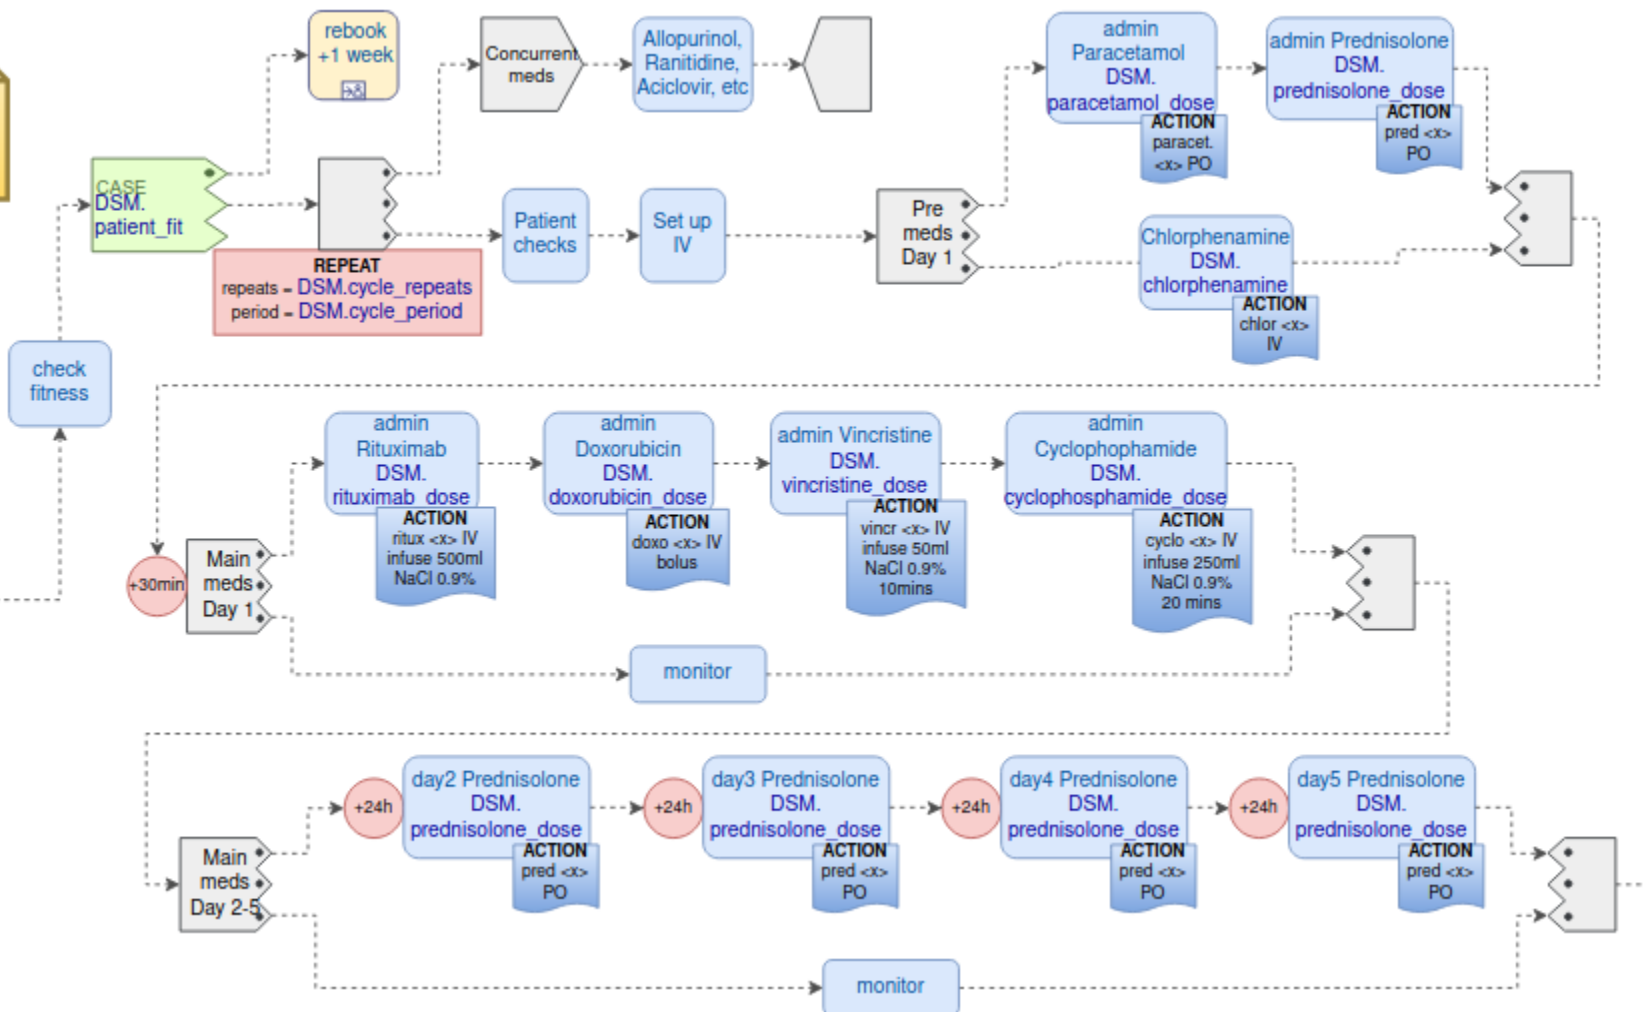 rebook
+1 week
Concurrent
meds
Allopurinol,
Ranitidine,
Aciclovir, etc
admin
Paracetamol
DSM.
paracetamol_dose
ACTION
paracet.
<x> PO
admin Prednisolone
DSM.
prednisolone_dose
ACTION
pred <x>
PO
CASE
DSM.
patient_fit
REPEAT
repeats = DSM.cycle_repeats
period = DSM.cycle_period
Patient
checks
Set up
IV
Pre
meds
Day 1
Chlorphenamine
DSM.
chlorphenamine
ACTION
chlor <x>
IV
check
fitness
+30min
Main
meds
Day 1
admin
Rituximab
DSM.
rituximab_dose
ACTION
ritux <x> IV
infuse 500ml
NaCl 0.9%
admin
Doxorubicin
DSM.
doxorubicin_dose
ACTION
doxo <x> IV
bolus
admin Vincristine
DSM.
vincristine_dose
ACTION
vincr <x> IV
infuse 50ml
NaCl 0.9%
10mins
admin
Cyclophophamide
DSM.
cyclophosphamide_dose
ACTION
cyclo <x> IV
infuse 250ml
NaCl 0.9%
20 mins
monitor
Main
meds
Day 2-5
+24h
day2 Prednisolone
DSM.
prednisolone_dose
ACTION
pred <x>
PO
+24h
day3 Prednisolone
DSM.
prednisolone_dose
ACTION
pred <x>
PO
+24h
day4 Prednisolone
DSM.
prednisolone_dose
ACTION
pred <x>
PO
+24h
day5 Prednisolone
DSM.
prednisolone_dose
ACTION
pred <x>
PO
monitor